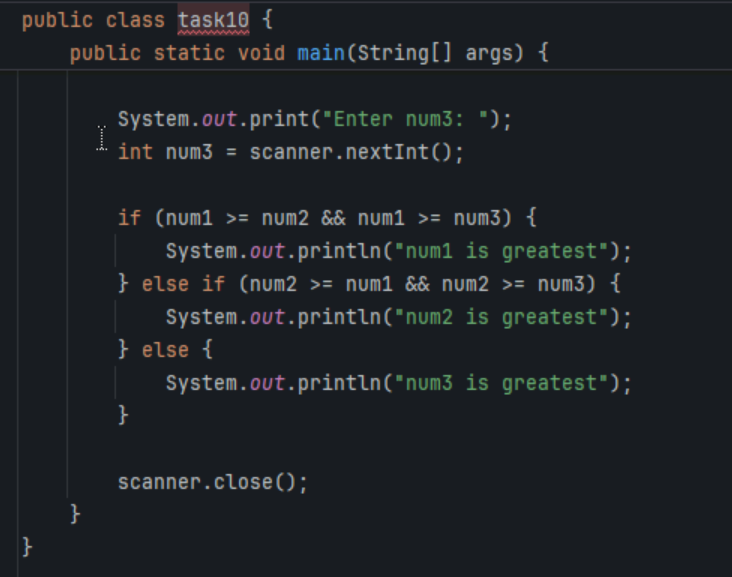 public class task10 {
    public static void main(String[] args) {
        System.out.print("Enter num3: ");
        int num3 = scanner.nextInt();
        if (num1 >= num2 && num1 >= num3) {
            System.out.println("num1 is greatest");
        } else if (num2 >= num1 && num2 >= num3) {
            System.out.println("num2 is greatest");
        } else {
            System.out.println("num3 is greatest");
        }
        scanner.close();
    }
}